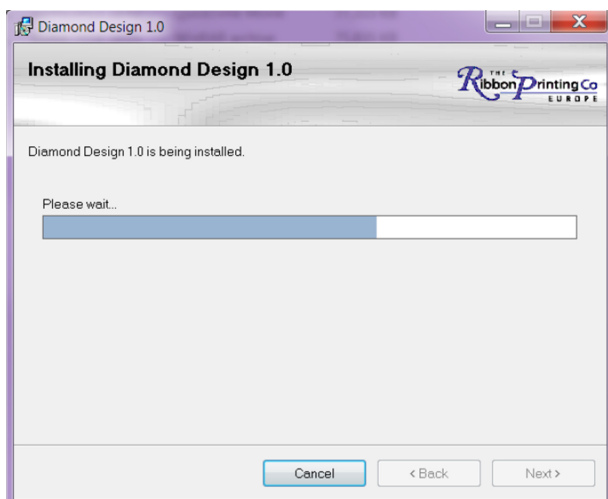 Diamond Design 1.0
Installing Diamond Design 1.0
THE
Ribbon Printing Co
EUROPE
Diamond Design 1.0 is being installed.
Please wait...
Cancel
< Back
Next >